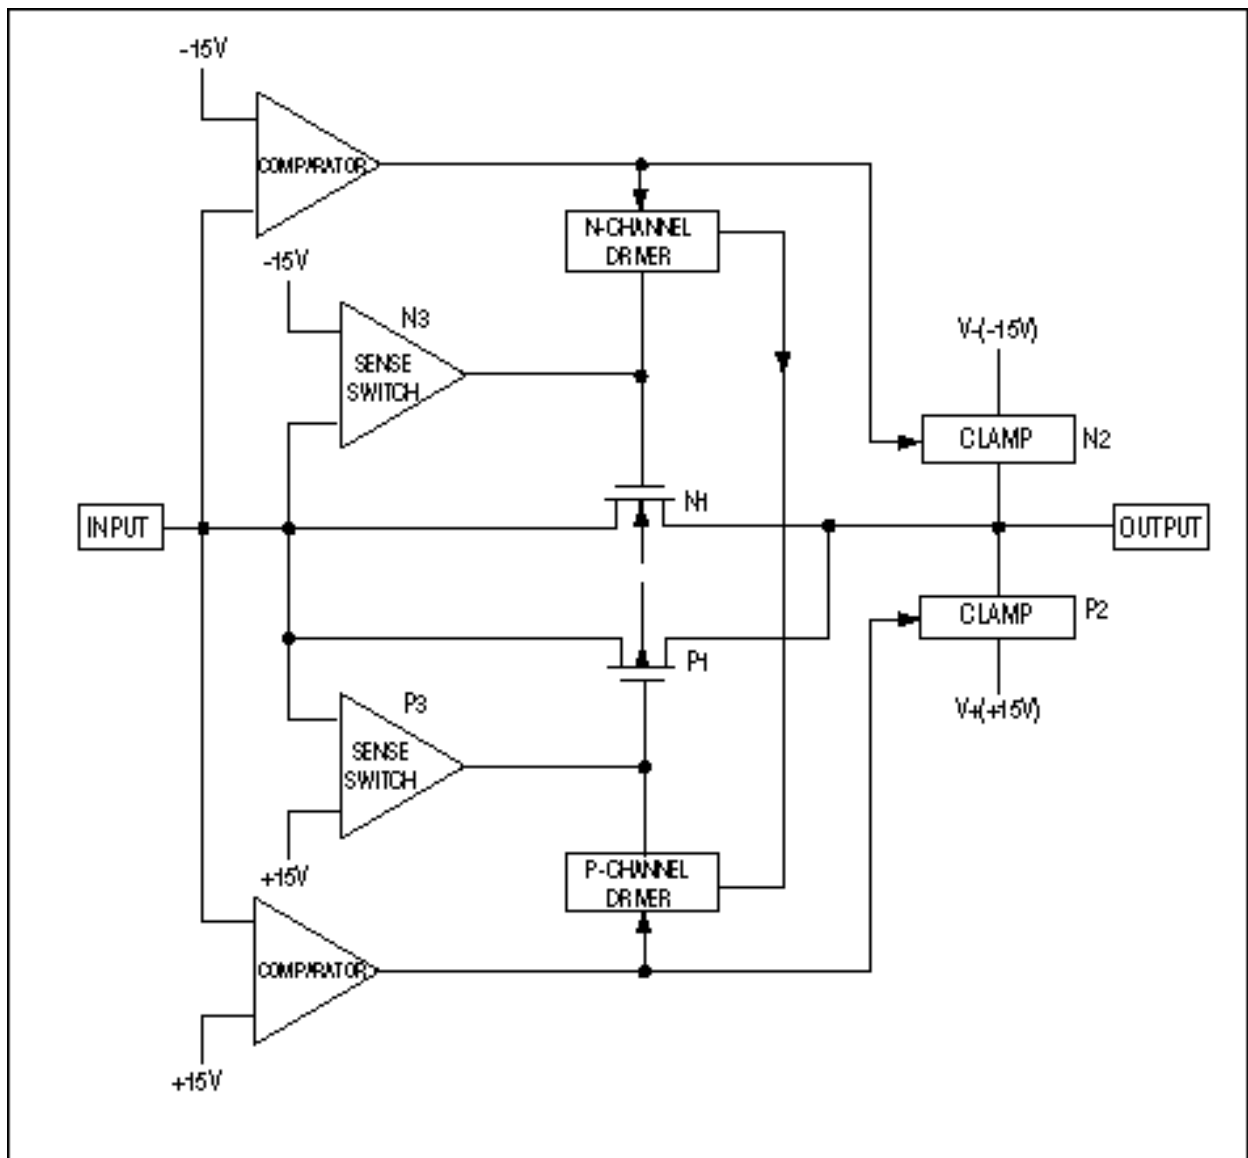 -15V
COMPARATOR
N-CHANNEL
DRIVER
-15V
N3
SENSE
SWITCH
V-(-15V)
CLAMP
N2
N1
INPUT
OUTPUT
CLAMP
P2
P1
P3
SENSE
SWITCH
V+(+15V)
+15V
P-CHANNEL
DRIVER
COMPARATOR
+15V